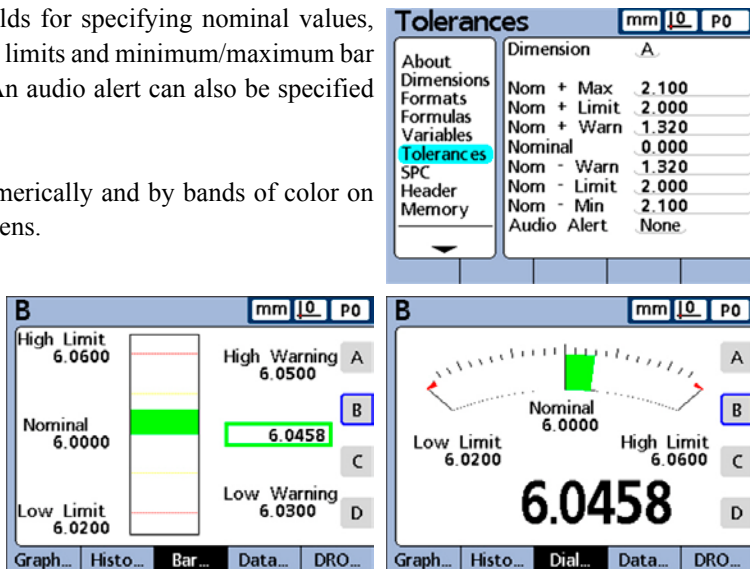 lds for specifying nominal values,
limits and minimum/maximum bar
An audio alert can also be specified
merically and by bands of color on
ens.
Tolerances
mm 0 P0
About
Dimensions
Formats
Formulas
Variables
Tolerances
SPC
Header
Memory
Dimension A
Nom + Max 2.100
Nom + Limit 2.000
Nom + Warn 1.320
Nominal 0.000
Nom - Warn 1.320
Nom - Limit 2.000
Nom - Min 2.100
Audio Alert None
B
mm 0 P0
High Limit
6.0600
High Warning
6.0500
Nominal
6.0000
6.0458
Low Warning
6.0300
Low Limit
6.0200
A
B
C
D
Graph... Histo... Bar... Data... DRO...
B
mm 0 P0
Nominal
6.0000
Low Limit
6.0200
High Limit
6.0600
6.0458
A
B
C
D
Graph... Histo... Dial... Data... DRO...